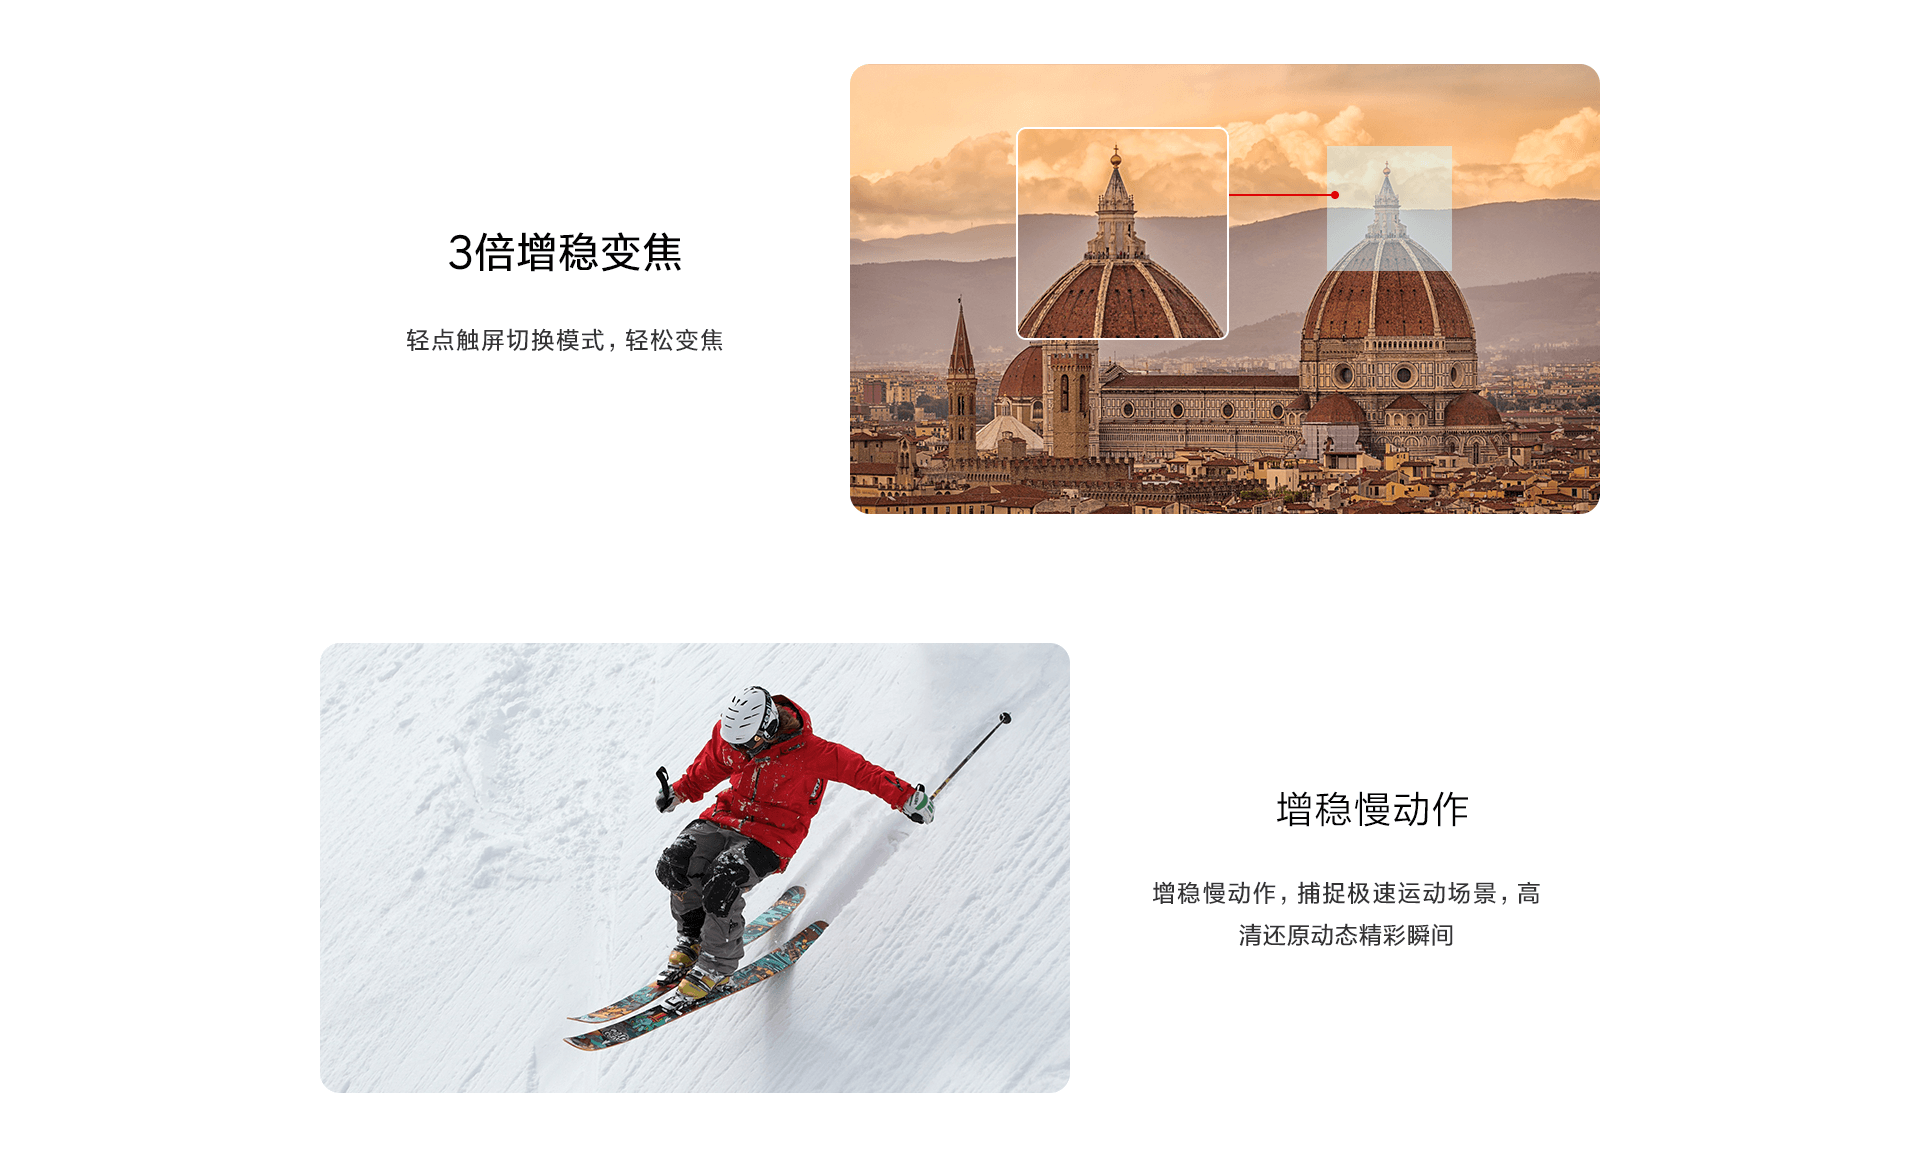 3倍增稳变焦
轻点触屏切换模式，轻松变焦
增稳慢动作
增稳慢动作，捕捉极速运动场景，高
清还原动态精彩瞬间